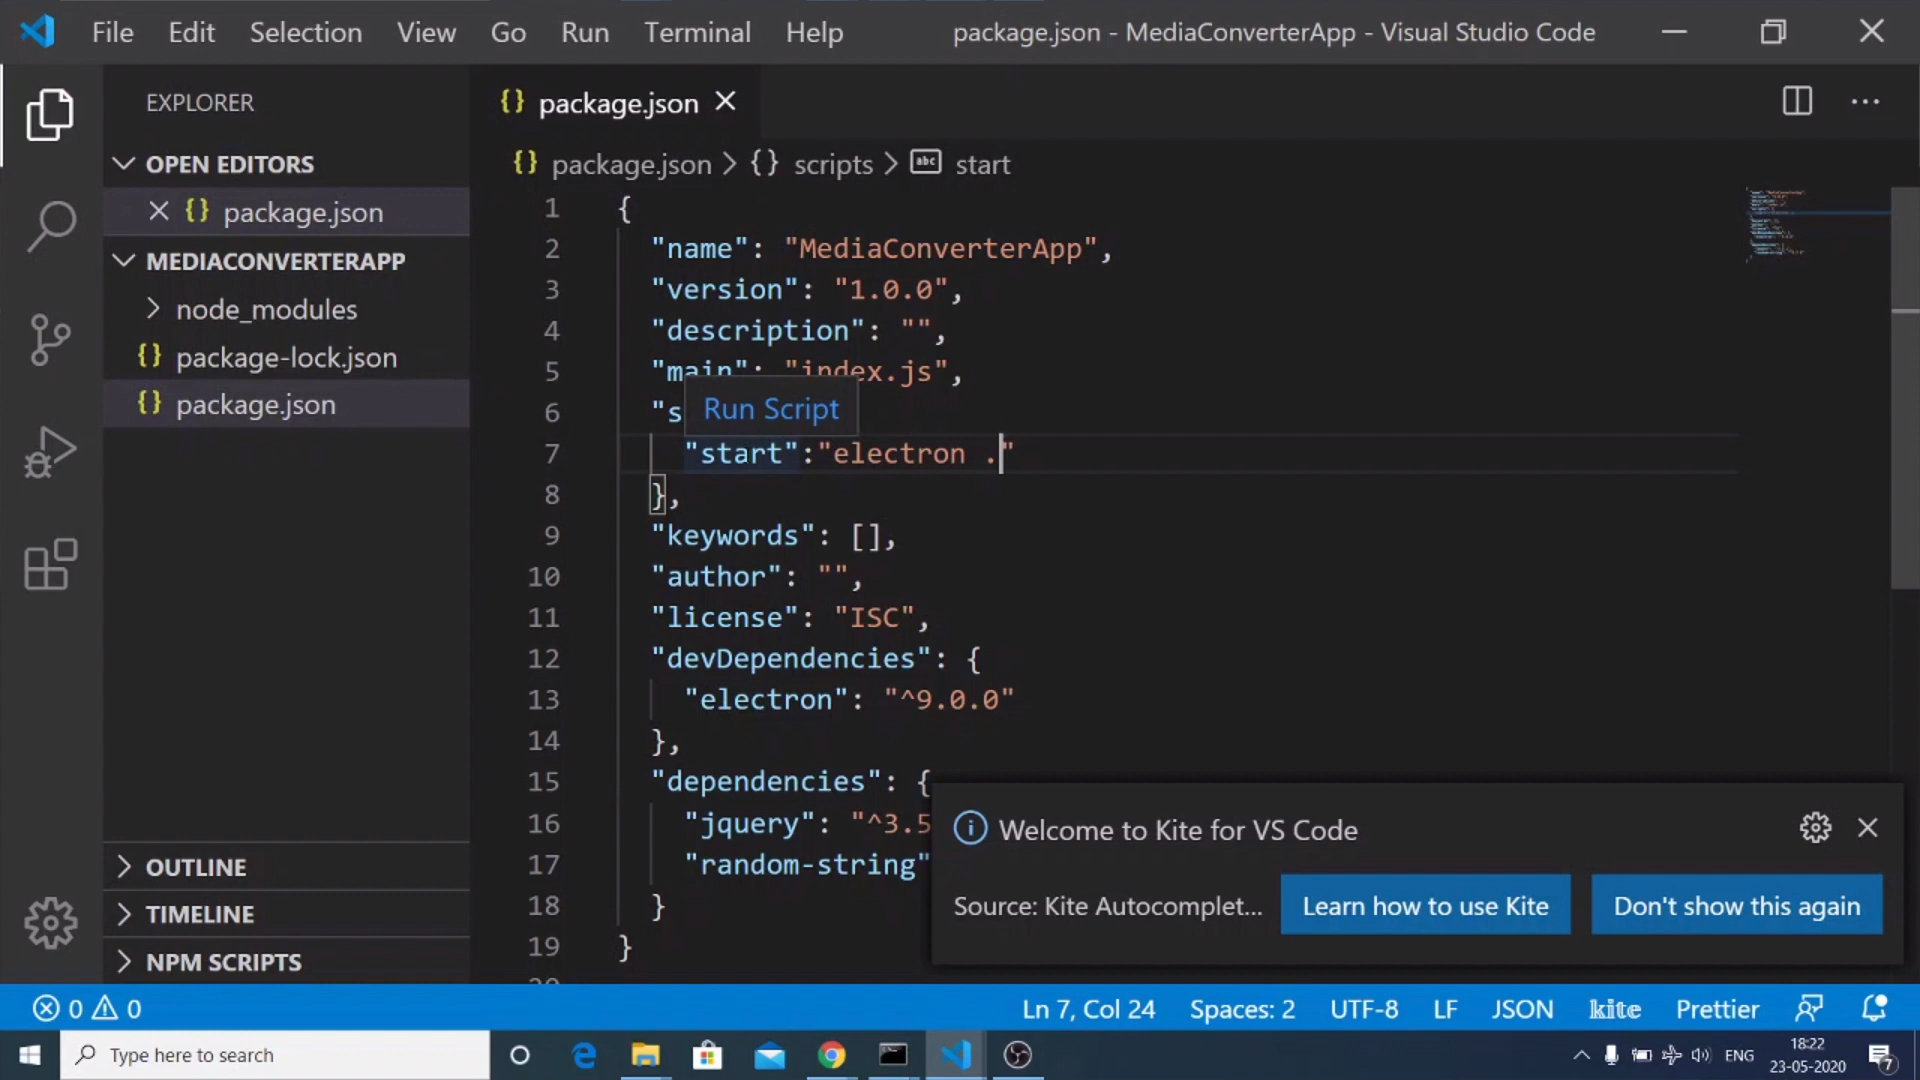 File Edit Selection View Go Run Terminal Help package.json - MediaConverterApp - Visual Studio Code
EXPLORER
OPEN EDITORS
{} package.json
MEDIACONVERTERAPP
node_modules
{} package-lock.json
{} package.json
OUTLINE
TIMELINE
NPM SCRIPTS
{} package.json
{} package.json > {} scripts > abc start
1 {
2 "name": "MediaConverterApp",
3 "version": "1.0.0",
4 "description": "",
5 "main": "index.js",
6 "s
Run Script
7 "start":"electron ."
8 },
9 "keywords": [],
10 "author": "",
11 "license": "ISC",
12 "devDependencies": {
13 "electron": "^9.0.0"
14 },
15 "dependencies": {
16 "jquery": "^3.5
17 "random-string"
18 }
19 }
Welcome to Kite for VS Code
Source: Kite Autocomplet...
Learn how to use Kite
Don't show this again
0 0 Ln 7, Col 24 Spaces: 2 UTF-8 LF JSON kite Prettier
Type here to search
ENG
18:22
23-05-2020
7